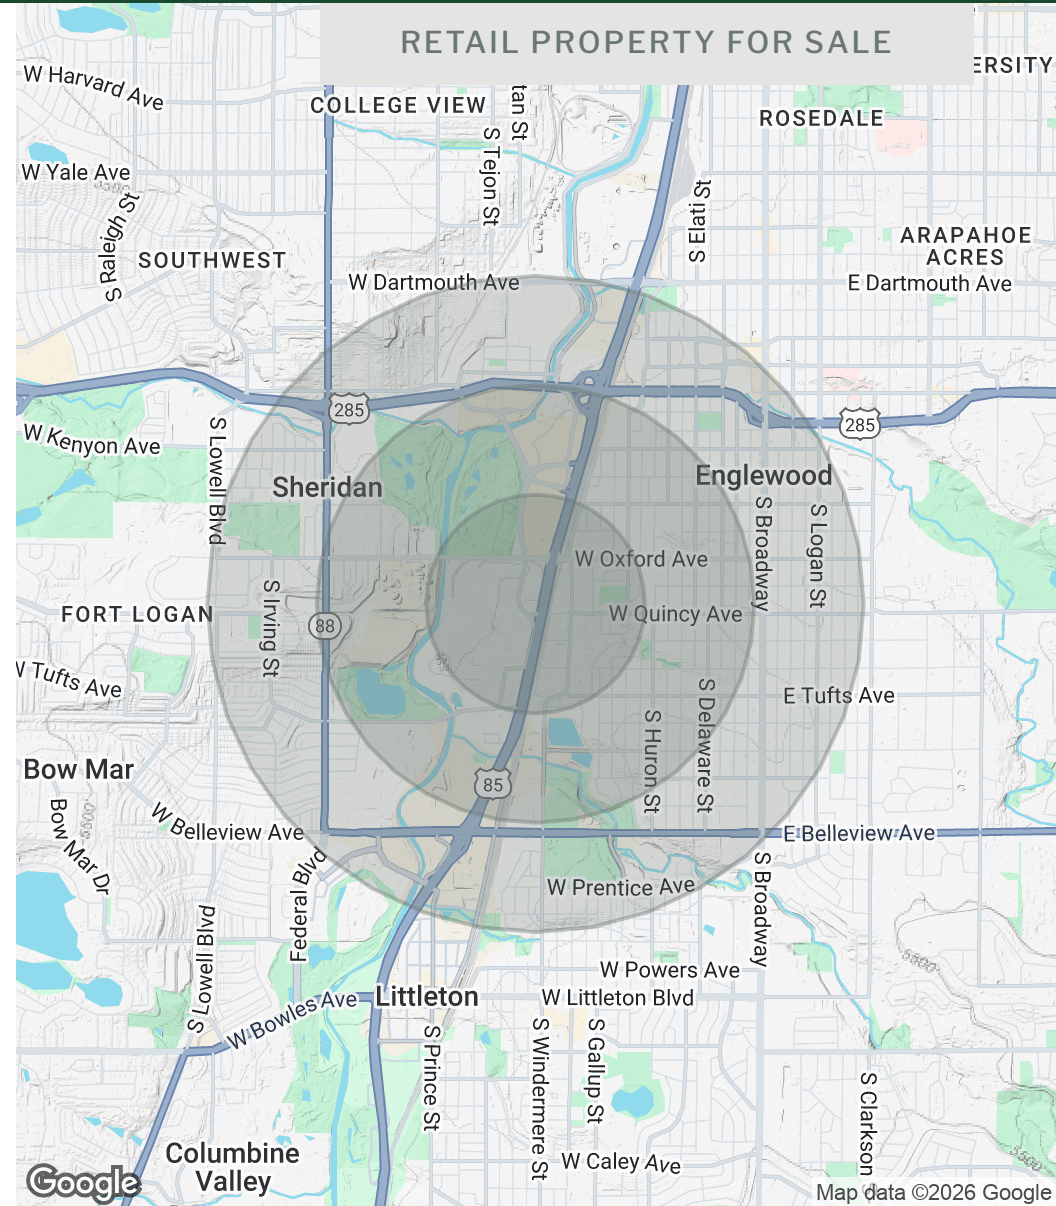 RETAIL PROPERTY FOR SALE
ERSITY
W Harvard Ave
COLLEGE VIEW
tan St
ROSEDALE
S Tejon St
W Yale Ave
S Raleigh St
S Elati St
SOUTHWEST
ARAPAHOE
ACRES
W Dartmouth Ave
E Dartmouth Ave
285
285
W Kenyon Ave
S Lowell Blvd
Sheridan
Englewood
S Broadway
S Logan St
W Oxford Ave
S Irving St
FORT LOGAN
88
W Quincy Ave
W Tufts Ave
E Tufts Ave
S Delaware St
S Huron St
Bow Mar
85
Bow Mar Dr
W Belleview Ave
E Belleview Ave
Federal Blvd
S Broadway
W Prentice Ave
S Lowell Blvd
W Powers Ave
Littleton
W Littleton Blvd
W Bowles Ave
S Prince St
S Windermere St
S Gallup St
S Clarkson S
Columbine
Valley
W Caley Ave
5500
5500
Google
Map data ©2026 Google